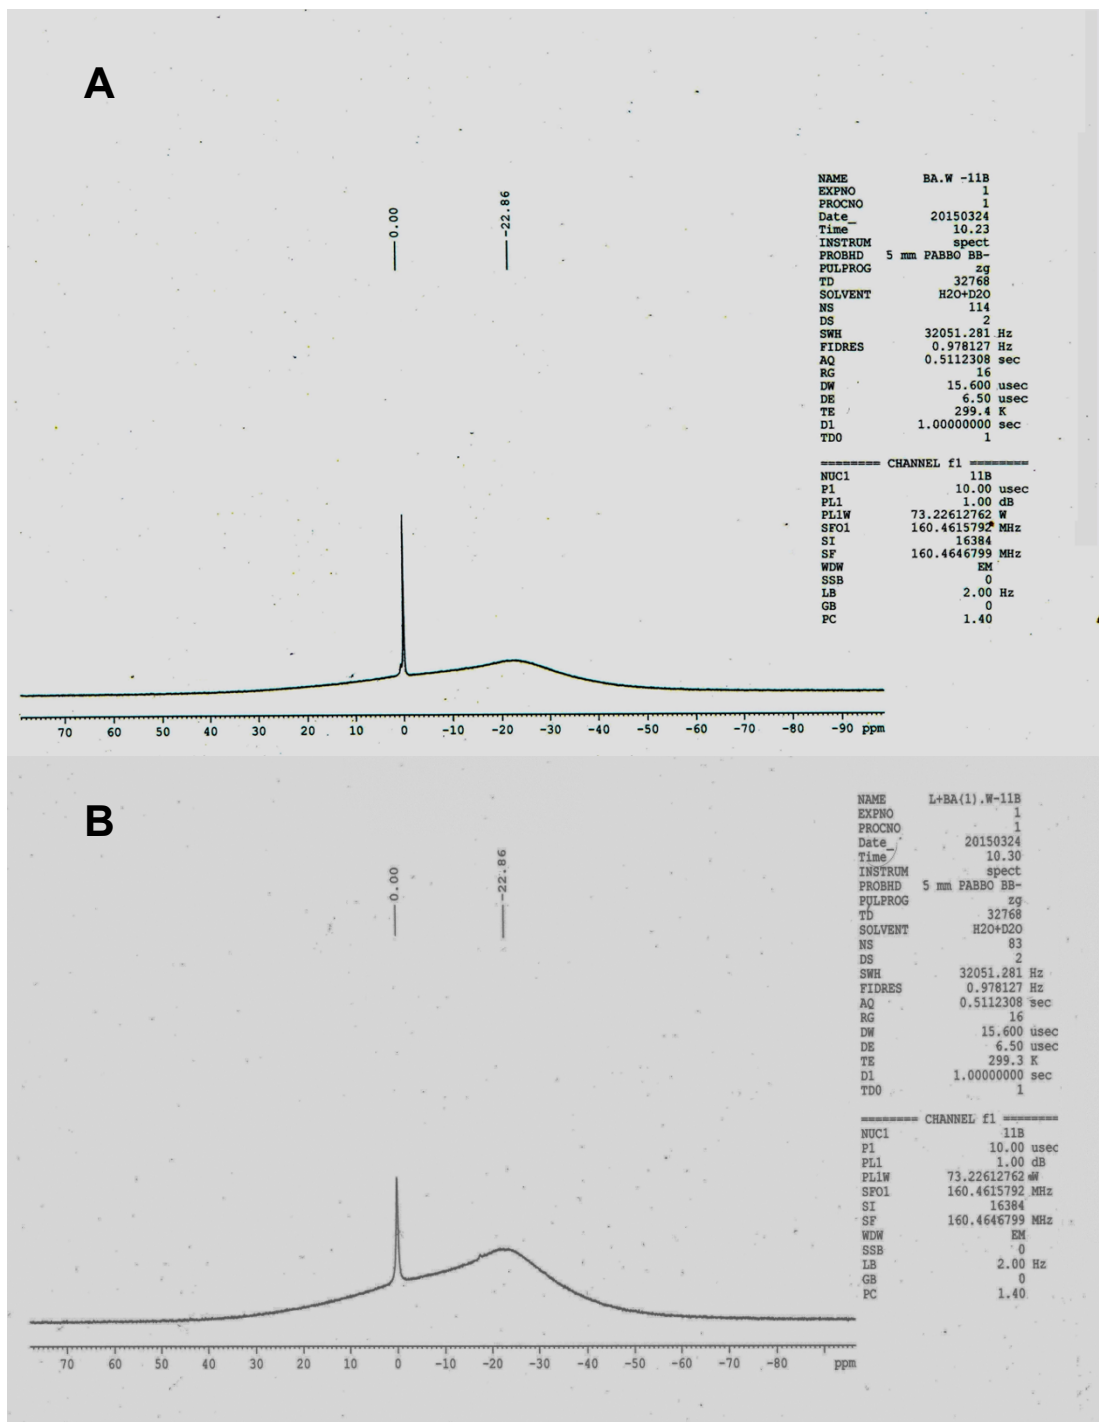 A
0.00
-22.86
NAME BA.W -11B
EXPNO 1
PROCNO 1
Date_ 20150324
Time 10.23
INSTRUM spect
PROBHD 5 mm PABBO BB-
PULPROG zg
TD 32768
SOLVENT H2O+D2O
NS 114
DS 2
SWH 32051.281 Hz
FIDRES 0.978127 Hz
AQ 0.5112308 sec
RG 16
DW 15.600 usec
DE 6.50 usec
TE 299.4 K
D1 1.00000000 sec
TD0 1
======== CHANNEL f1 ========
NUC1 11B
P1 10.00 usec
PL1 1.00 dB
PL1W 73.22612762 W
SFO1 160.4615792 MHz
SI 16384
SF 160.4646799 MHz
WDW EM
SSB 0
LB 2.00 Hz
GB 0
PC 1.40
70 60 50 40 30 20 10 0 -10 -20 -30 -40 -50 -60 -70 -80 -90 ppm
B
0.00
-22.86
NAME L+BA(1).W-11B
EXPNO 1
PROCNO 1
Date_ 20150324
Time 10.30
INSTRUM spect
PROBHD 5 mm PABBO BB-
PULPROG zg
TD 32768
SOLVENT H2O+D2O
NS 83
DS 2
SWH 32051.281 Hz
FIDRES 0.978127 Hz
AQ 0.5112308 sec
RG 16
DW 15.600 usec
DE 6.50 usec
TE 299.3 K
D1 1.00000000 sec
TD0 1
======== CHANNEL f1 ========
NUC1 11B
P1 10.00 usec
PL1 1.00 dB
PL1W 73.22612762 W
SFO1 160.4615792 MHz
SI 16384
SF 160.4646799 MHz
WDW EM
SSB 0
LB 2.00 Hz
GB 0
PC 1.40
70 60 50 40 30 20 10 0 -10 -20 -30 -40 -50 -60 -70 -80 ppm